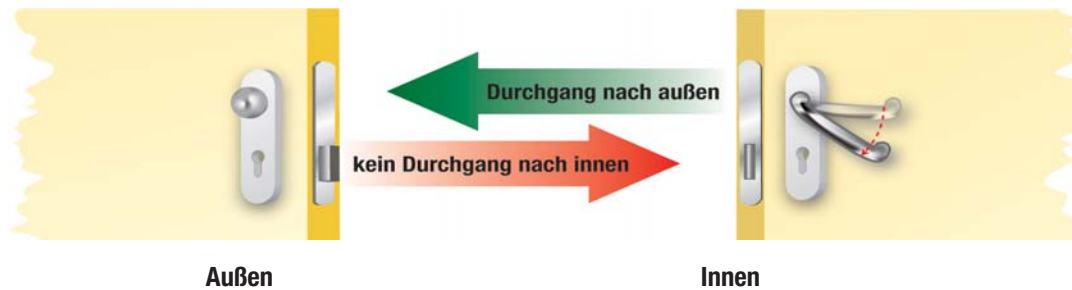 Durchgang nach außen
kein Durchgang nach innen
Außen
Innen